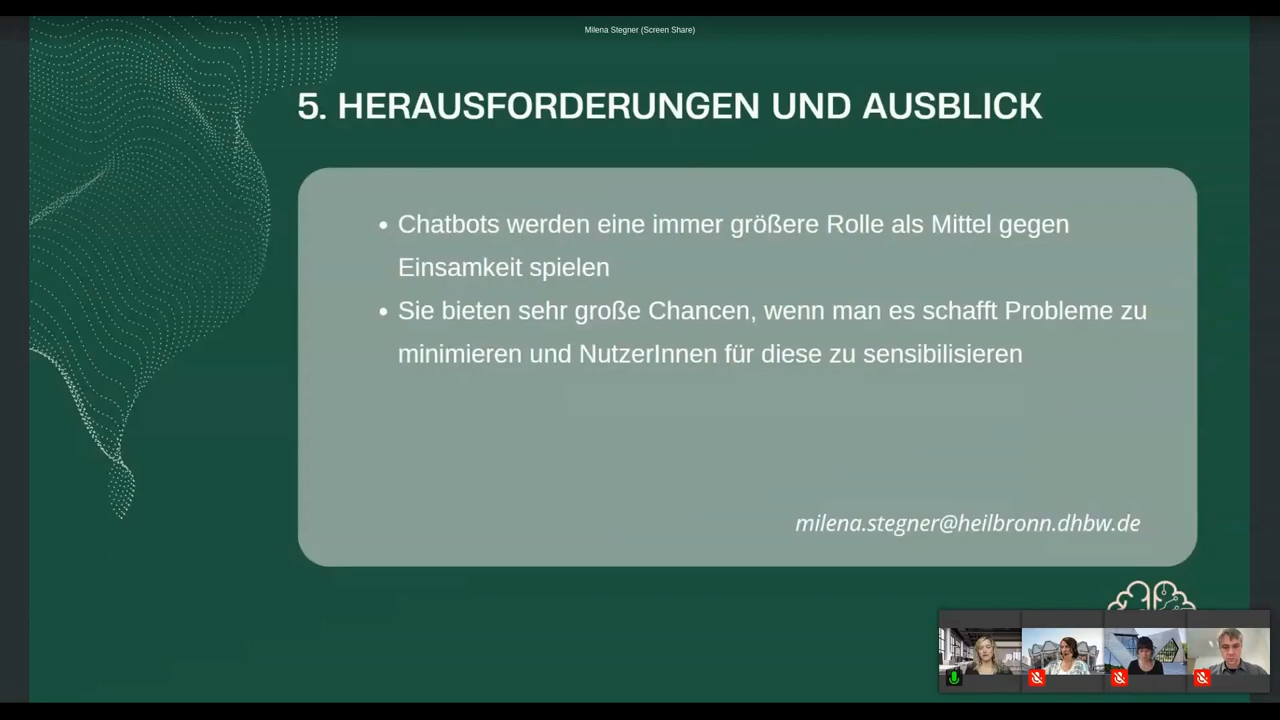 Milena Stegner (Screen Share)
5. HERAUSFORDERUNGEN UND AUSBLICK
• Chatbots werden eine immer größere Rolle als Mittel gegen
Einsamkeit spielen
• Sie bieten sehr große Chancen, wenn man es schafft Probleme zu
minimieren und NutzerInnen für diese zu sensibilisieren
milena.stegner@heilbronn.dhbw.de